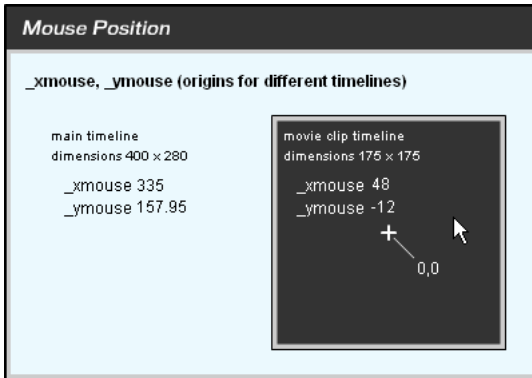 Mouse Position
_xmouse, _ymouse (origins for different timelines)
main timeline
dimensions 400 x 280
_xmouse 335
_ymouse 157.95
movie clip timeline
dimensions 175 x 175
_xmouse 48
_ymouse -12
0,0